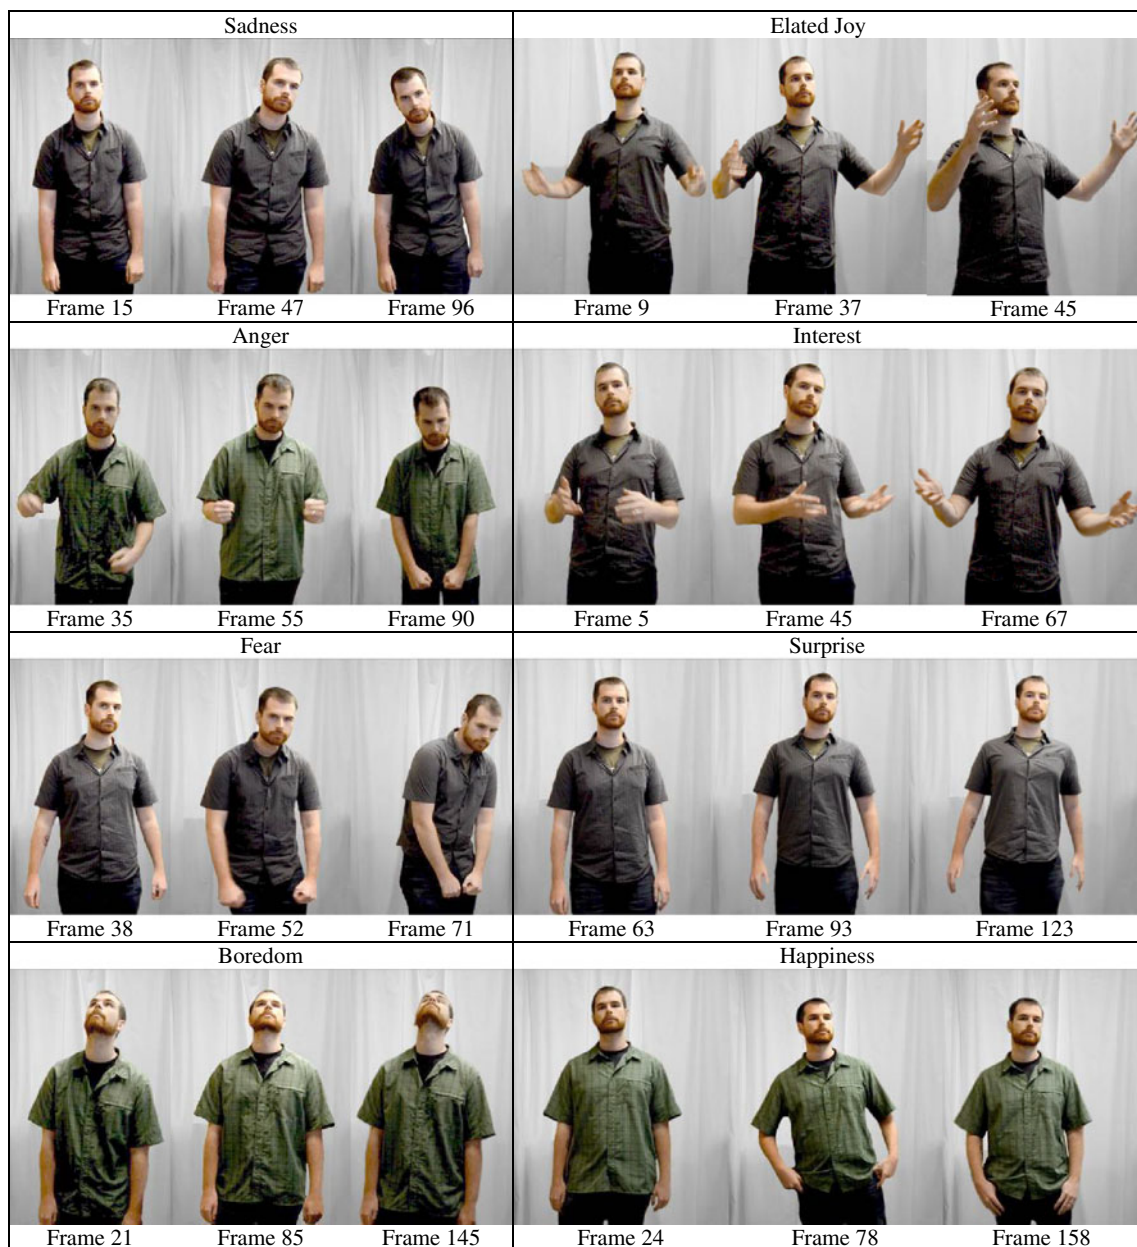 Sadness
Elated Joy
Frame 15 Frame 47 Frame 96
Frame 9 Frame 37 Frame 45
Anger
Interest
Frame 35 Frame 55 Frame 90
Frame 5 Frame 45 Frame 67
Fear
Surprise
Frame 38 Frame 52 Frame 71
Frame 63 Frame 93 Frame 123
Boredom
Happiness
Frame 21 Frame 85 Frame 145
Frame 24 Frame 78 Frame 158